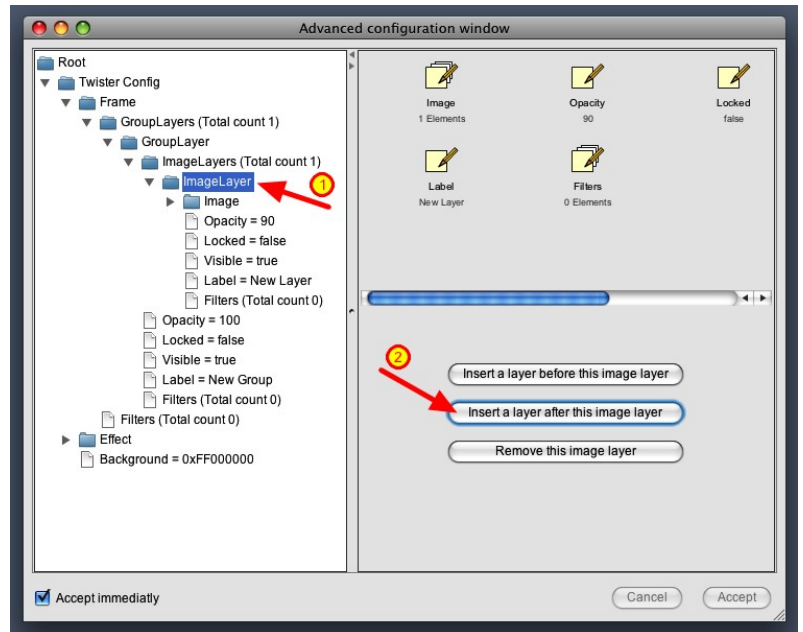 Advanced configuration window
Root
Twister Config
Frame
GroupLayers (Total count 1)
GroupLayer
ImageLayers (Total count 1)
ImageLayer
1
Image
Opacity = 90
Locked = false
Visible = true
Label = New Layer
Filters (Total count 0)
Opacity = 100
Locked = false
Visible = true
Label = New Group
Filters (Total count 0)
Filters (Total count 0)
Effect
Background = 0xFF000000
Image Opacity Locked
1 Elements 90 false
Label Filters
New Layer 0 Elements
2
Insert a layer before this image layer
Insert a layer after this image layer
Remove this image layer
Accept immediatly
Cancel Accept